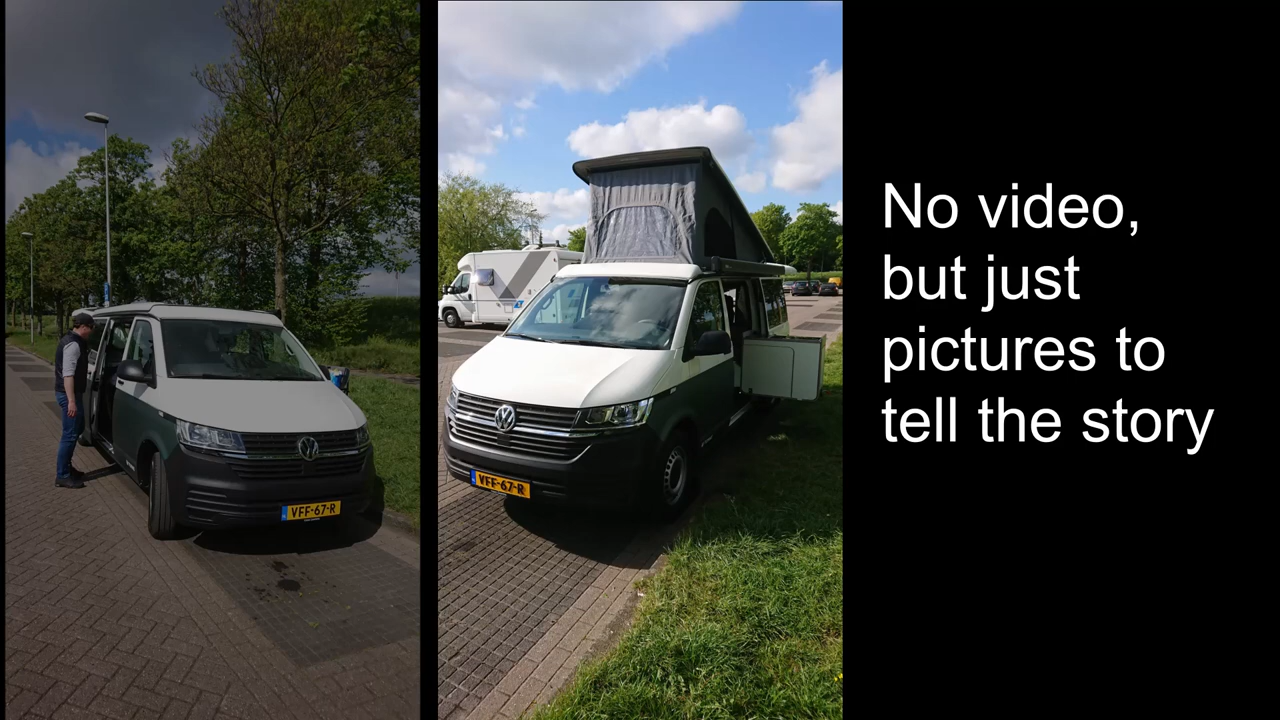 VFF-67-R
VFF-67-R
No video,
but just
pictures to
tell the story